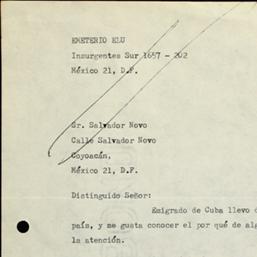 EMETERIO ELU
Insurgentes Sur 1657 - 202
México 21, D.F.
Sr. Salvador Novo
Calle Salvador Novo
Coyoacán,
México 21, D.F.
Distinguido Señor:
Emigrado de Cuba llevo
país, y me gusta conocer el por qué de
la atención.